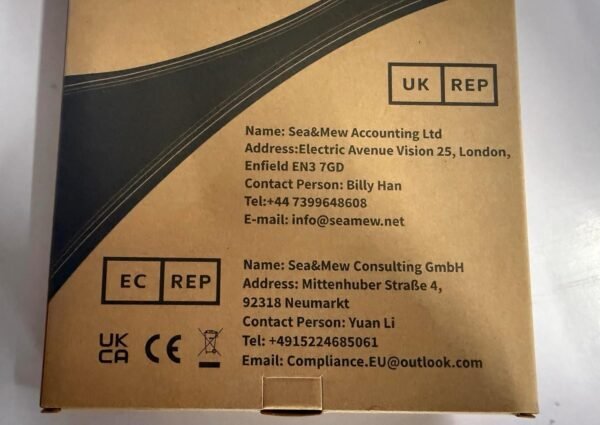 UK REP
Name: Sea&Mew Accounting Ltd
Address:Electric Avenue Vision 25, London,
Enfield EN3 7GD
Contact Person: Billy Han
Tel:+44 7399648608
E-mail: info@seamew.net
EC REP
Name: Sea&Mew Consulting GmbH
Address: Mittenhuber Straße 4,
92318 Neumarkt
Contact Person: Yuan Li
Tel: +4915224685061
Email: Compliance.EU@outlook.com
UK
CA CE